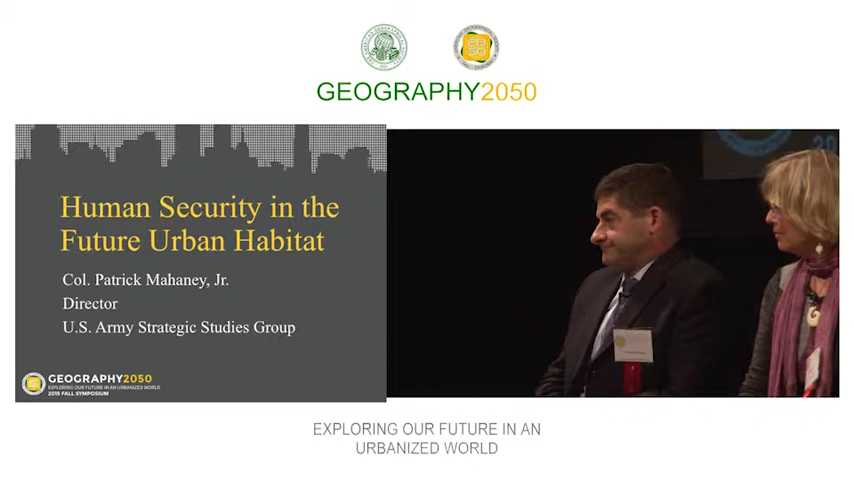 GEOGRAPHY2050
Human Security in the
Future Urban Habitat
Col. Patrick Mahaney, Jr.
Director
U.S. Army Strategic Studies Group
GEOGRAPHY2050
EXPLORING OUR FUTURE IN AN URBANIZED WORLD
2015 FALL SYMPOSIUM
20
EXPLORING OUR FUTURE IN AN
URBANIZED WORLD